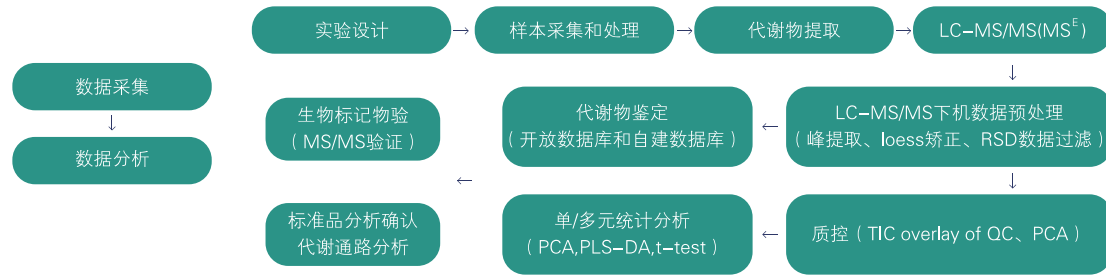 实验设计
样本采集和处理
代谢物提取
LC-MS/MS(MS^E)
数据采集
数据分析
生物标记物验
(MS/MS验证)
代谢物鉴定
(开放数据库和自建数据库)
LC-MS/MS下机数据预处理
(峰提取、loess矫正、RSD数据过滤)
标准品分析确认
代谢通路分析
单/多元统计分析
(PCA,PLS-DA,t-test)
质控(TIC overlay of QC、PCA)